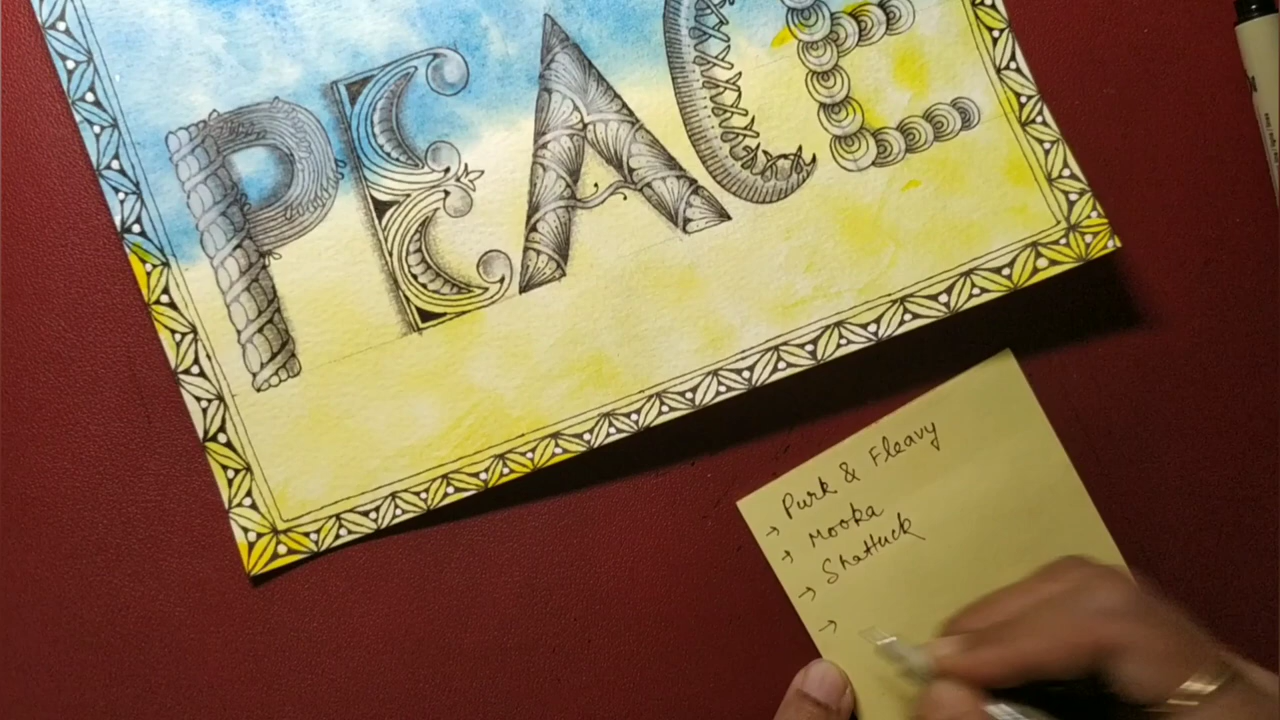 PEACE
→ Purk & Fleavy
→ Mooka
→ Shattuck
→